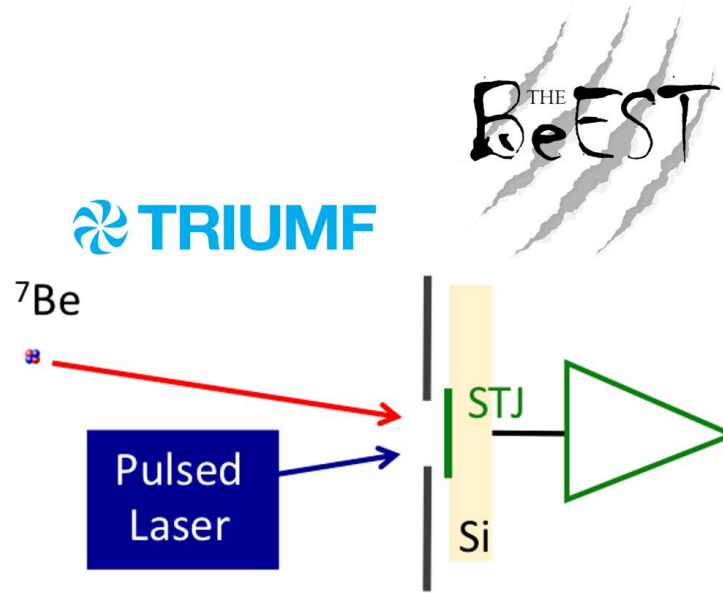 THE
BeEST
TRIUMF
⁷Be
STJ
Pulsed
Laser
Si